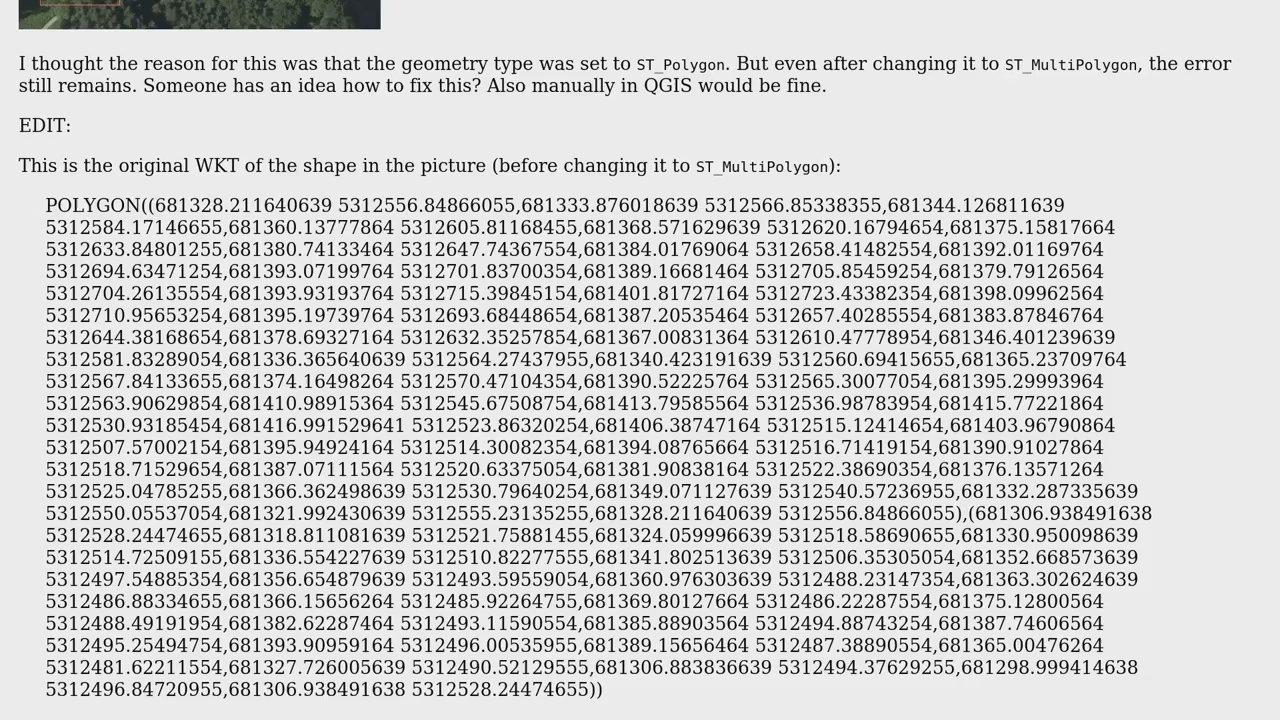 I thought the reason for this was that the geometry type was set to ST_Polygon. But even after changing it to ST_MultiPolygon, the error
still remains. Someone has an idea how to fix this? Also manually in QGIS would be fine.
EDIT:
This is the original WKT of the shape in the picture (before changing it to ST_MultiPolygon):
POLYGON((681328.211640639 5312556.84866055,681333.876018639 5312566.85338355,681344.126811639
5312584.17146655,681360.13777864 5312605.81168455,681368.571629639 5312620.16794654,681375.15817664
5312633.84801255,681380.74133464 5312647.74367554,681384.01769064 5312658.41482554,681392.01169764
5312694.63471254,681393.07199764 5312701.83700354,681389.16681464 5312705.85459254,681379.79126564
5312704.26135554,681393.93193764 5312715.39845154,681401.81727164 5312723.43382354,681398.09962564
5312710.95653254,681395.19739764 5312693.68448654,681387.20535464 5312657.40285554,681383.87846764
5312644.38168654,681378.69327164 5312632.35257854,681367.00831364 5312610.47778954,681346.401239639
5312581.83289054,681336.365640639 5312564.27437955,681340.423191639 5312560.69415655,681365.23709764
5312567.84133655,681374.16498264 5312570.47104354,681390.52225764 5312565.30077054,681395.29993964
5312563.90629854,681410.98915364 5312545.67508754,681413.79585564 5312536.98783954,681415.77221864
5312530.93185454,681416.991529641 5312523.86320254,681406.38747164 5312515.12414654,681403.96790864
5312507.57002154,681395.94924164 5312514.30082354,681394.08765664 5312516.71419154,681390.91027864
5312518.71529654,681387.07111564 5312520.63375054,681381.90838164 5312522.38690354,681376.13571264
5312525.04785255,681366.362498639 5312530.79640254,681349.071127639 5312540.57236955,681332.287335639
5312550.05537054,681321.992430639 5312555.23135255,681328.211640639 5312556.84866055),(681306.938491638
5312528.24474655,681318.811081639 5312521.75881455,681324.059996639 5312518.58690655,681330.950098639
5312514.72509155,681336.554227639 5312510.82277555,681341.802513639 5312506.35305054,681352.668573639
5312497.54885354,681356.654879639 5312493.59559054,681360.976303639 5312488.23147354,681363.302624639
5312486.88334655,681366.15656264 5312485.92264755,681369.80127664 5312486.22287554,681375.12800564
5312488.49191954,681382.62287464 5312493.11590554,681385.88903564 5312494.88743254,681387.74606564
5312495.25494754,681393.90959164 5312496.00535955,681389.15656464 5312487.38890554,681365.00476264
5312481.62211554,681327.726005639 5312490.52129555,681306.883836639 5312494.37629255,681298.999414638
5312496.84720955,681306.938491638 5312528.24474655))